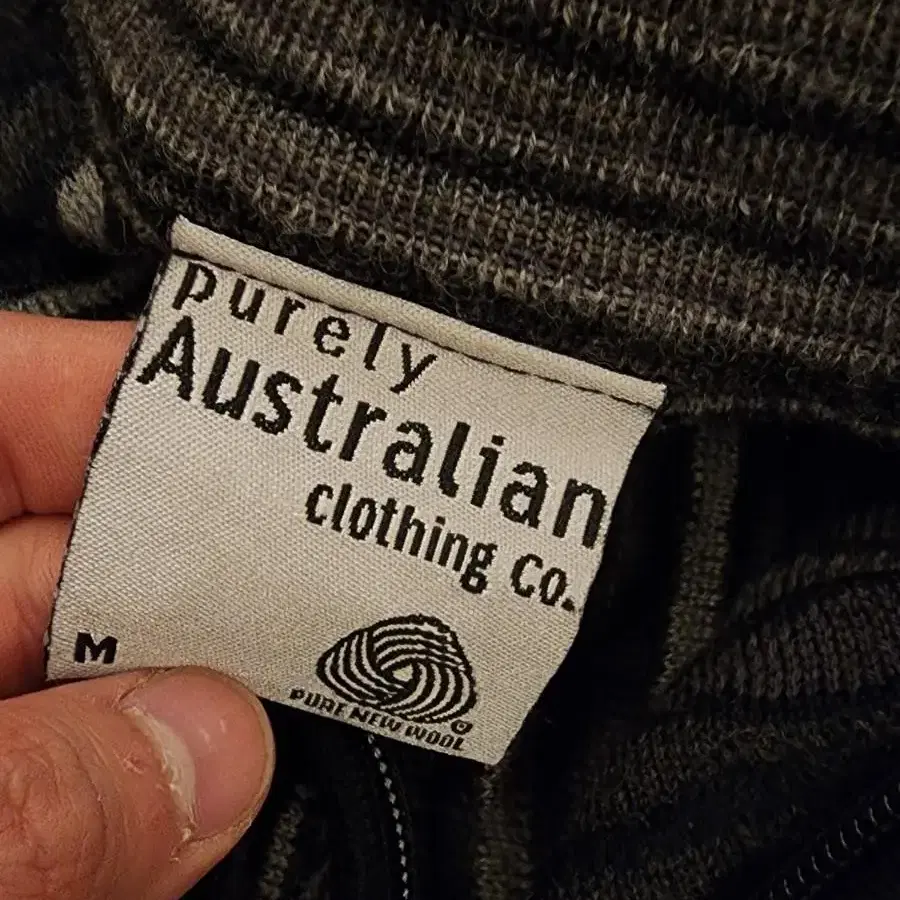 purely
Australian
clothing co.
M
PURE NEW WOOL